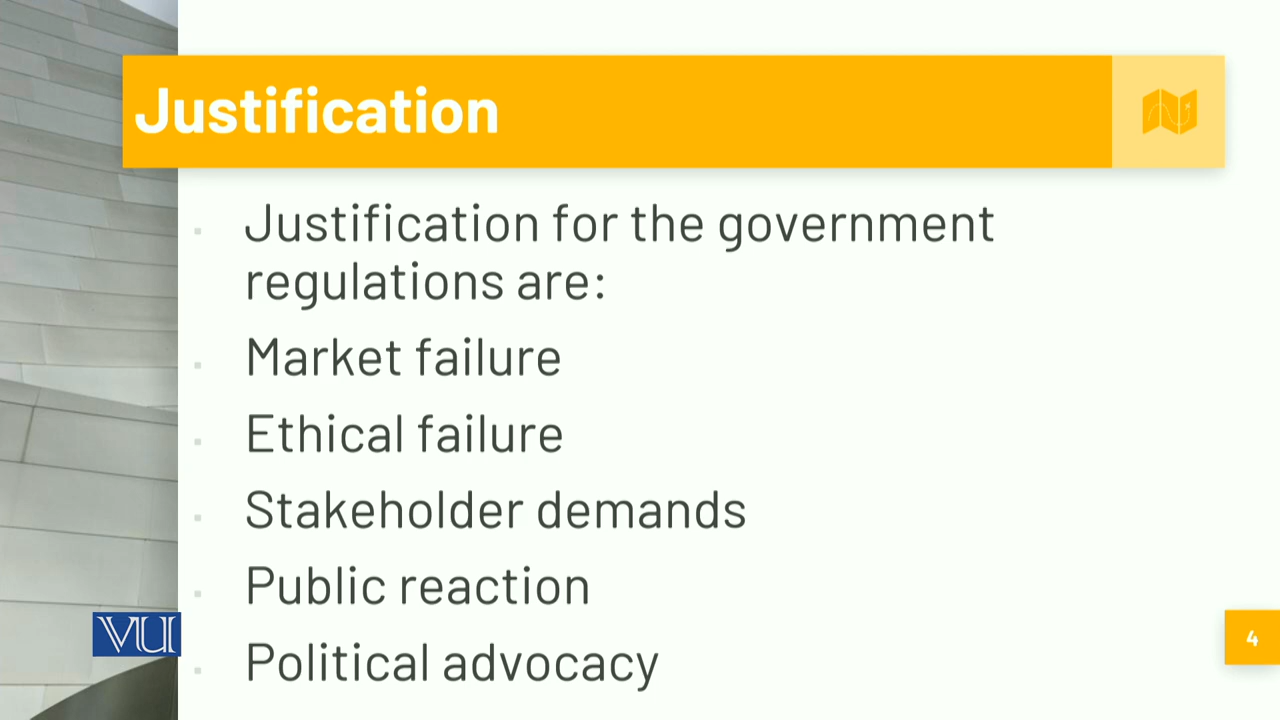 Justification
Justification for the government
regulations are:
Market failure
Ethical failure
Stakeholder demands
Public reaction
Political advocacy
VU
4